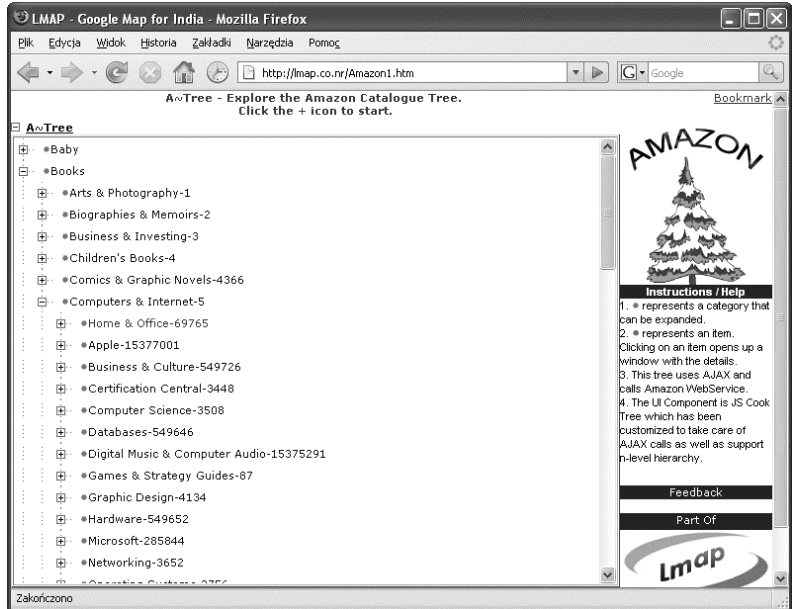 LMAP - Google Map for India - Mozilla Firefox
Plik Edycja Widok Historia Zakładki Narzędzia Pomoc
http://lmap.co.nr/Amazon1.htm
G Google
A~Tree - Explore the Amazon Catalogue Tree.
Click the + icon to start.
Bookmark
A~Tree
Baby
Books
Arts & Photography-1
Biographies & Memoirs-2
Business & Investing-3
Children's Books-4
Comics & Graphic Novels-4366
Computers & Internet-5
Home & Office-69765
Apple-15377001
Business & Culture-549726
Certification Central-3448
Computer Science-3508
Databases-549646
Digital Music & Computer Audio-15375291
Games & Strategy Guides-87
Graphic Design-4134
Hardware-549652
Microsoft-285844
Networking-3652
AMAZON
Instructions / Help
1. * represents a category that
can be expanded.
2. * represents an item.
Clicking on an item opens up a
window with the details.
3. This tree uses AJAX and
calls Amazon WebService.
4. The UI Component is JS Cook
Tree which has been
customized to take care of
AJAX calls as well as support
n-level hierarchy.
Feedback
Part Of
Lmap
Zakończono